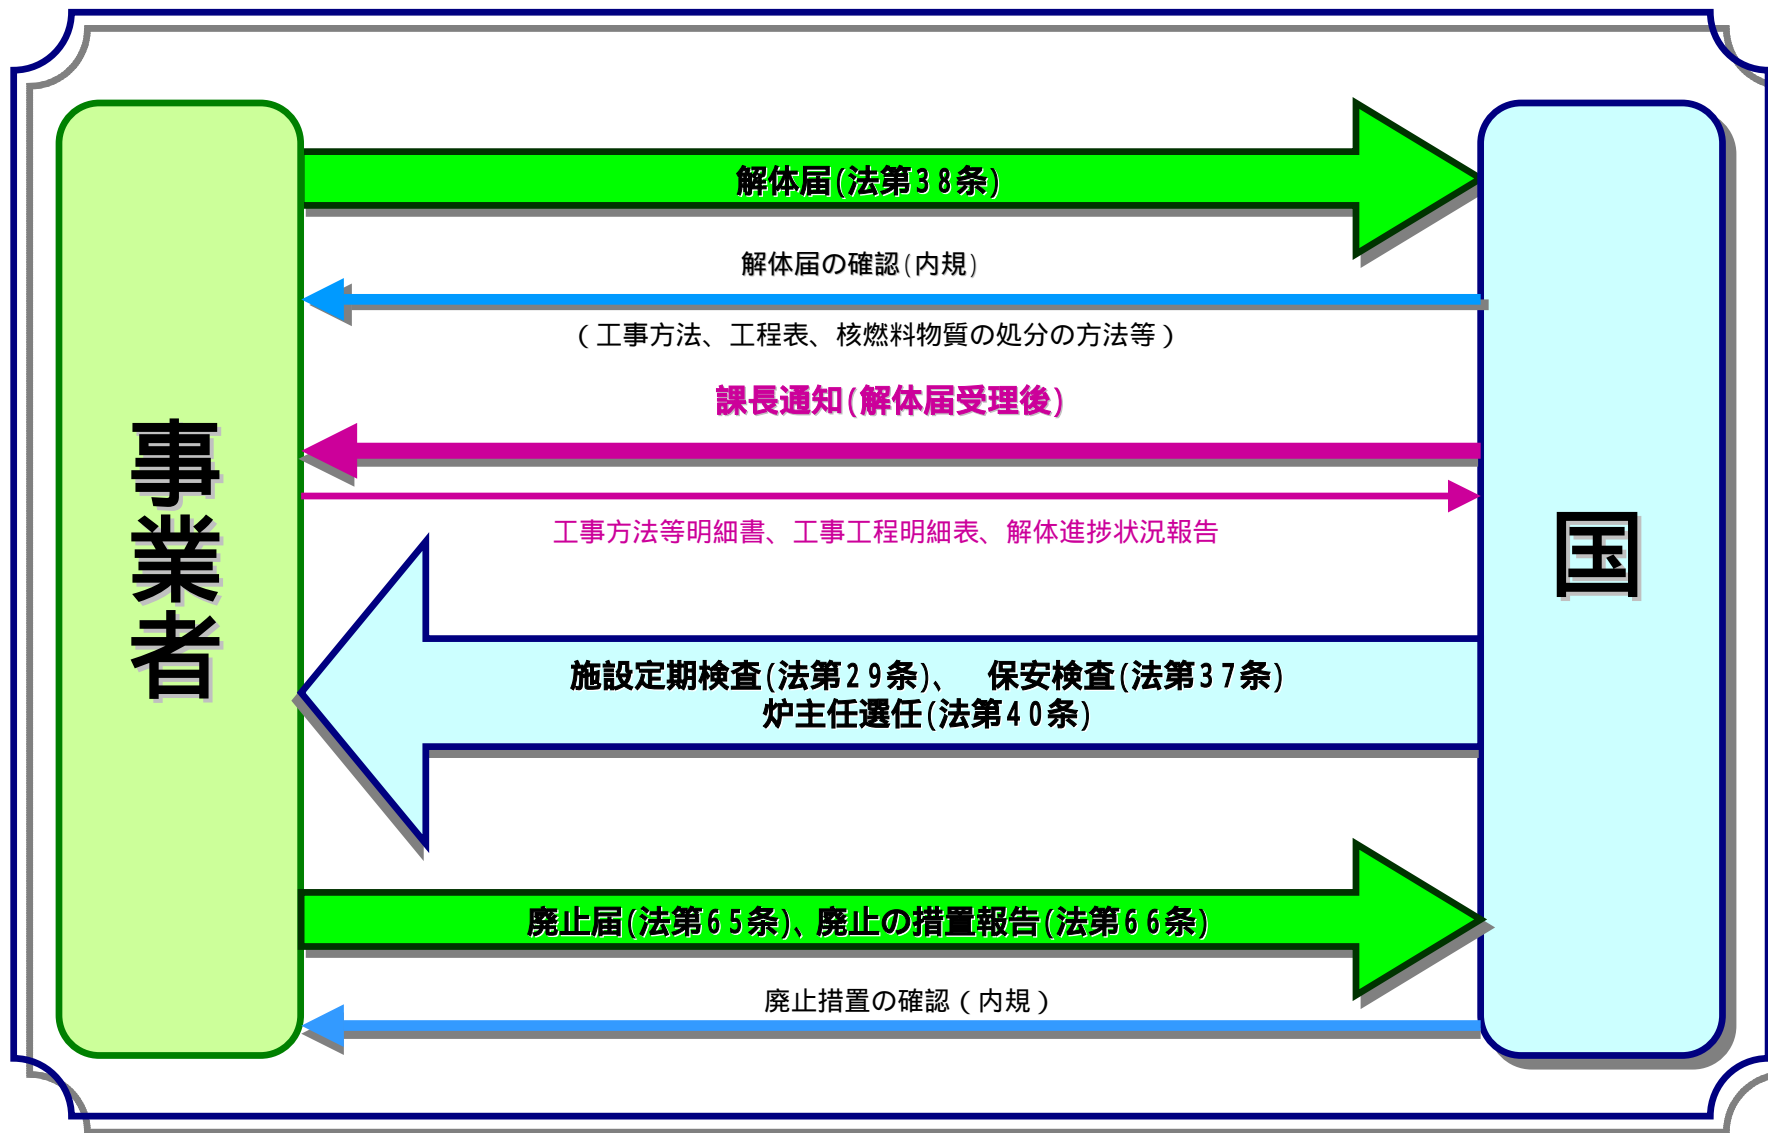 解体届(法第38条)
解体届の確認(内規)
(工事方法、工程表、核燃料物質の処分の方法等)
課長通知(解体届受理後)
工事方法等明細書、工事工程明細表、解体進捗状況報告
事業者
国
施設定期検査(法第29条)、 保安検査(法第37条)
炉主任選任(法第40条)
廃止届(法第65条)、廃止の措置報告(法第66条)
廃止措置の確認(内規)